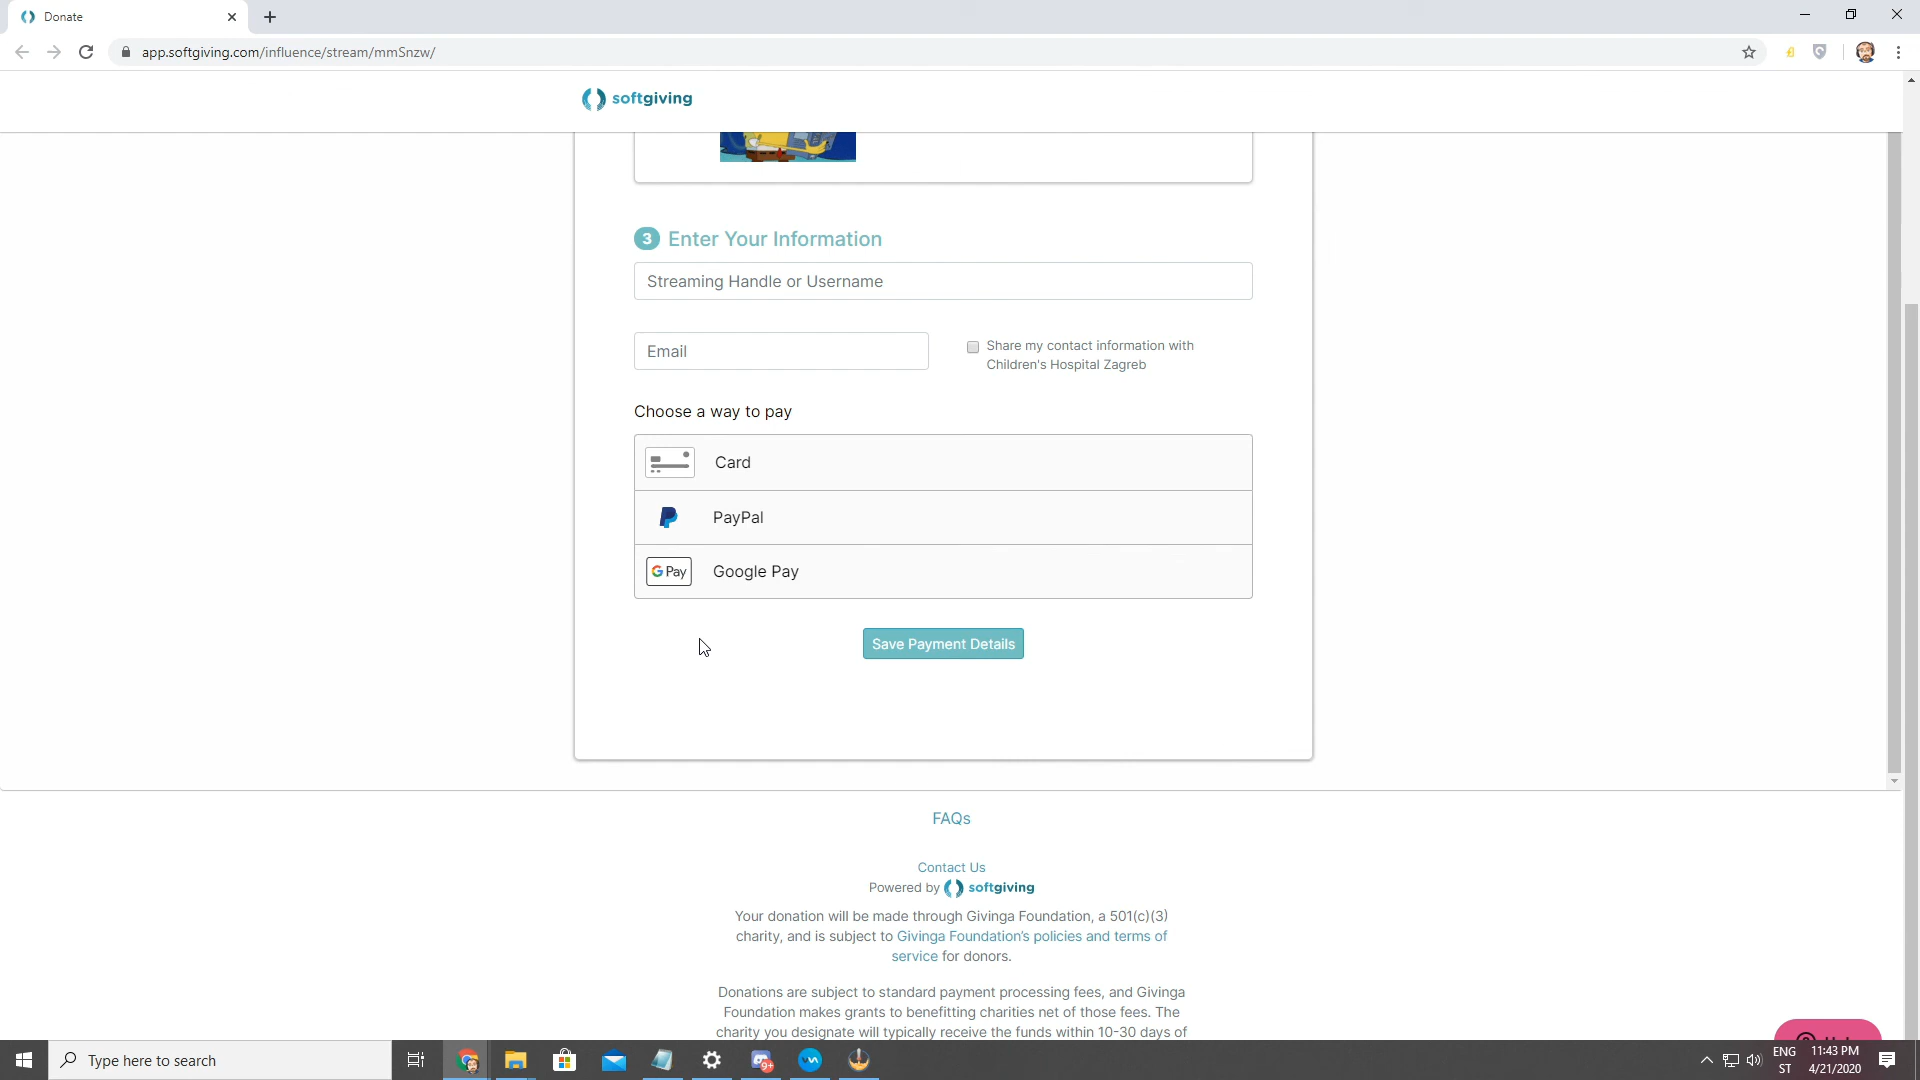 Donate
app.softgiving.com/influence/stream/mmSnzw/
softgiving
3 Enter Your Information
Streaming Handle or Username
Email
Share my contact information with
Children's Hospital Zagreb
Choose a way to pay
Card
PayPal
G Pay Google Pay
Save Payment Details
FAQs
Contact Us
Powered by softgiving
Your donation will be made through Givinga Foundation, a 501(c)(3)
charity, and is subject to Givinga Foundation's policies and terms of
service for donors.
Donations are subject to standard payment processing fees, and Givinga
Foundation makes grants to benefitting charities net of those fees. The
charity you designate will typically receive the funds within 10-30 days of
Type here to search
9+
ENG
ST
11:43 PM
4/21/2020